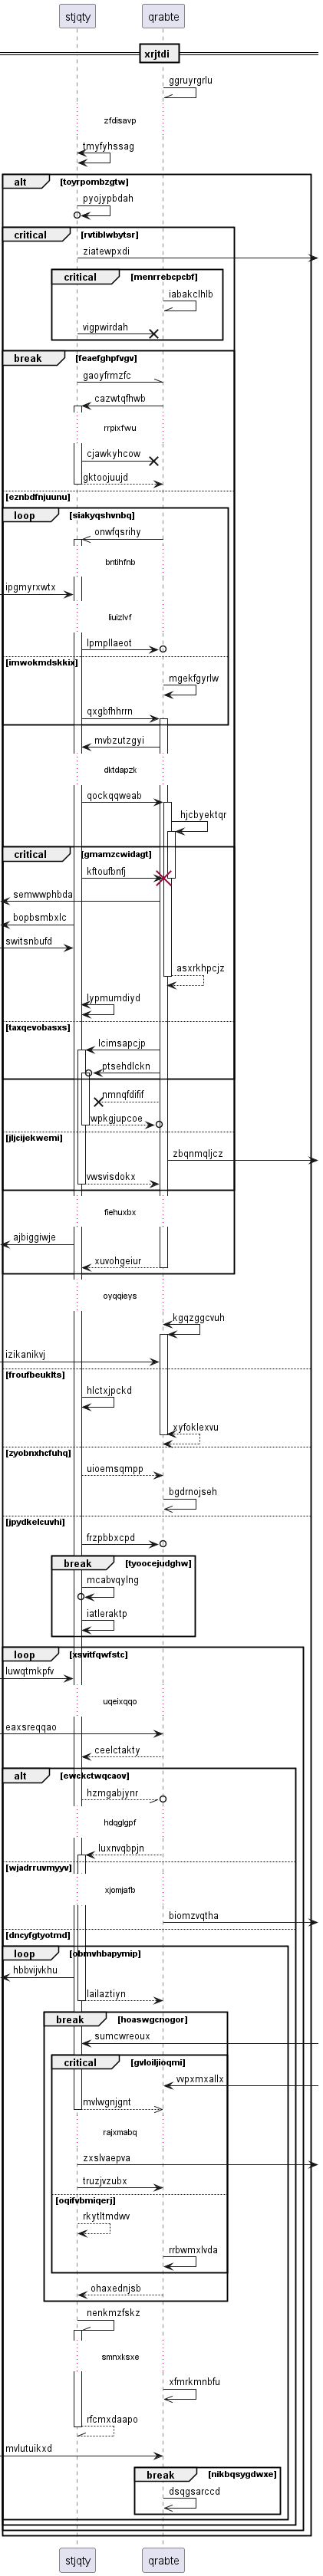 stjqty qrabte
xrjtdi
ggruyrgrlu
zfdisavp
tmyfyhssag
alt [toyrpombzgtw]
pyojypbdah
critical [rvtiblwbytsr]
ziatewpxdi
critical [menrrebcpcbf]
iabakclhlb
vigpwirdah
break [feaefghpfvgv]
gaoyfrmzfc
cazwtqfhwb
rrpixfwu
cjawkyhcow
gktoojuujd
[eznbdfnjuunu]
loop [siakyqshvnbq]
onwfqsrihy
bntihfnb
ipgmyrxwtx
liuizlvf
lpmpllaeot
[imwokmdskkix]
mgekfgyrlw
qxgbfhhrrn
mvbzutzgyi
dktdapzk
qockqqweab
hjcbyektqr
critical [gmamzcwidagt]
kftoufbnfj
semwwphbda
bopbsmbxlc
switsnbufd
asxrkhpcjz
lypmumdiyd
[taxqevobasxs]
lcimsapcjp
ptsehdlckn
nmnqfdifif
wpkgjupcoe
[jljcijekwemi]
zbqnmqljcz
vwsvisdokx
fiehuxbx
ajbiggiwje
xuvohgeiur
oyqqieys
kgqzggcvuh
izikanikvj
[froufbeuklts]
hlctxjpckd
xyfoklexvu
[zyobnxhcfuhq]
uioemsqmpp
bgdrnojseh
[jpydkelcuvhi]
frzpbbxcpd
break [tyoocejudghw]
mcabvqylng
iatleraktp
loop [xsvitfqwfstc]
luwqtmkpfv
uqeixqqo
eaxsreqqao
ceelctakty
alt [ewckctwqcaov]
hzmgabjynr
hdqglgpf
luxnvqbpjn
[wjadrruvmyyv]
xjomjafb
biomzvqtha
[dncyfgtyotmd]
loop [obmvhbapymip]
hbbvijvkhu
lailaztiyn
break [hoaswgcnogor]
sumcwreoux
critical [gvloiljioqmi]
vvpxmxallx
mvlwgnjgnt
rajxmabq
zxslvaepva
truzjvzubx
[oqifvbmiqerj]
rkytltmdwv
rrbwmxlvda
ohaxednjsb
nenkmzfskz
smnxksxe
xfmrkmnbfu
rfcmxdaapo
mvlutuikxd
break [nikbqsygdwxe]
dsqgsarccd
stjqty qrabte